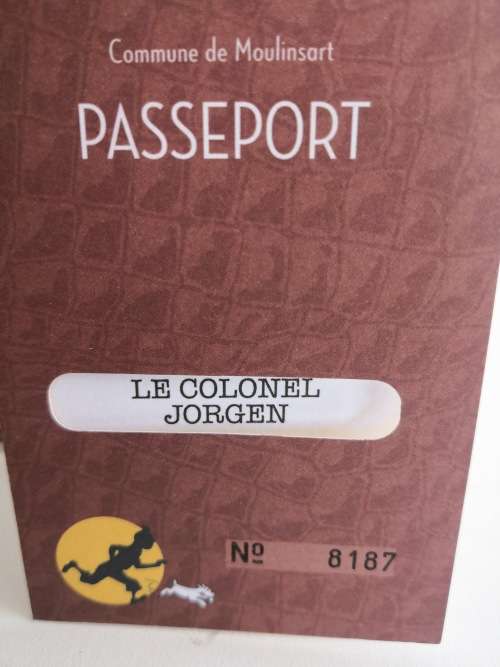 Commune de Moulinsart
PASSEPORT
LE COLONEL
JORGEN
Nº 8187